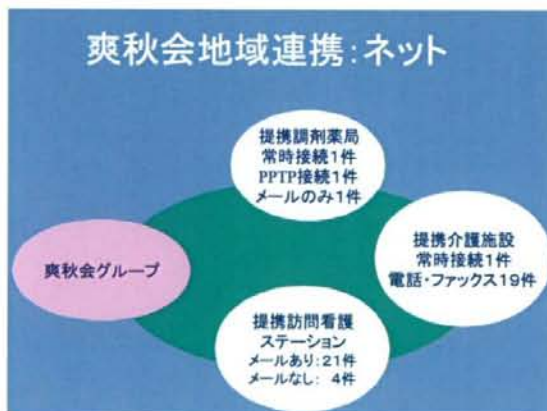 爽秋会地域連携：ネット
提携調剤薬局
常時接続1件
PPTP接続1件
メールのみ1件
爽秋会グループ
提携介護施設
常時接続1件
電話・ファックス19件
提携訪問看護
ステーション
メールあり：21件
メールなし： 4件